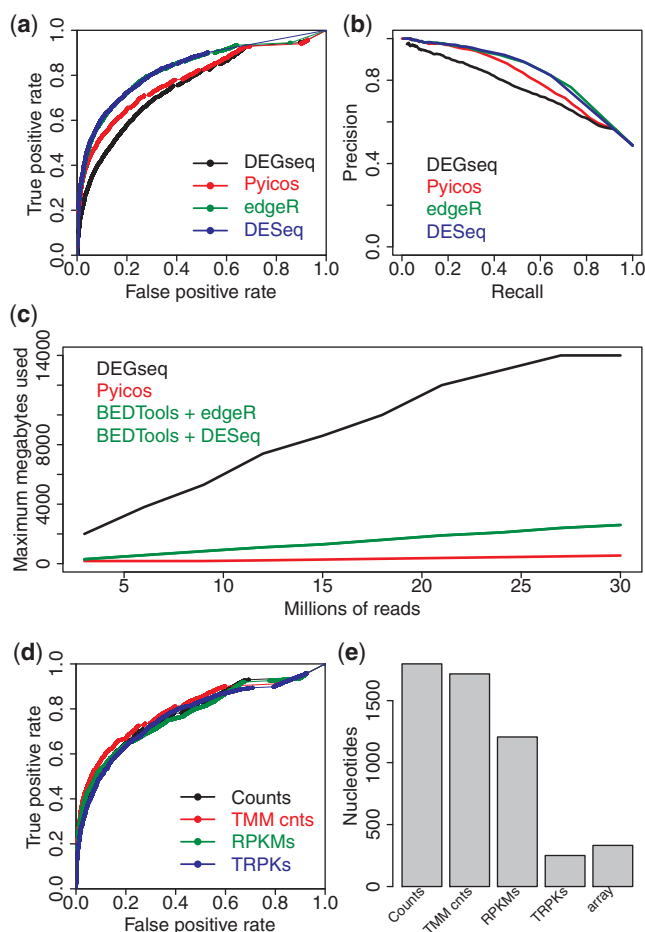 (a)
True positive rate
1.0
0.8
0.6
0.4
0.2
0.0
DEGseq
Pyicos
edgeR
DESeq
0.0 0.2 0.4 0.6 0.8 1.0
False positive rate
(b)
Precision
0.8
0.4
0.0
DEGseq
Pyicos
edgeR
DESeq
0.0 0.2 0.4 0.6 0.8 1.0
Recall
(c)
Maximum megabytes used
14000
8000
4000
0
DEGseq
Pyicos
BEDTools + edgeR
BEDTools + DESeq
5 10 15 20 25 30
Millions of reads
(d)
True positive rate
1.0
0.8
0.6
0.4
0.2
0.0
Counts
TMM cnts
RPKMs
TRPKs
0.0 0.2 0.4 0.6 0.8 1.0
False positive rate
(e)
Nucleotides
1500
1000
500
0
Counts
TMM cnts
RPKMs
TRPKs
array